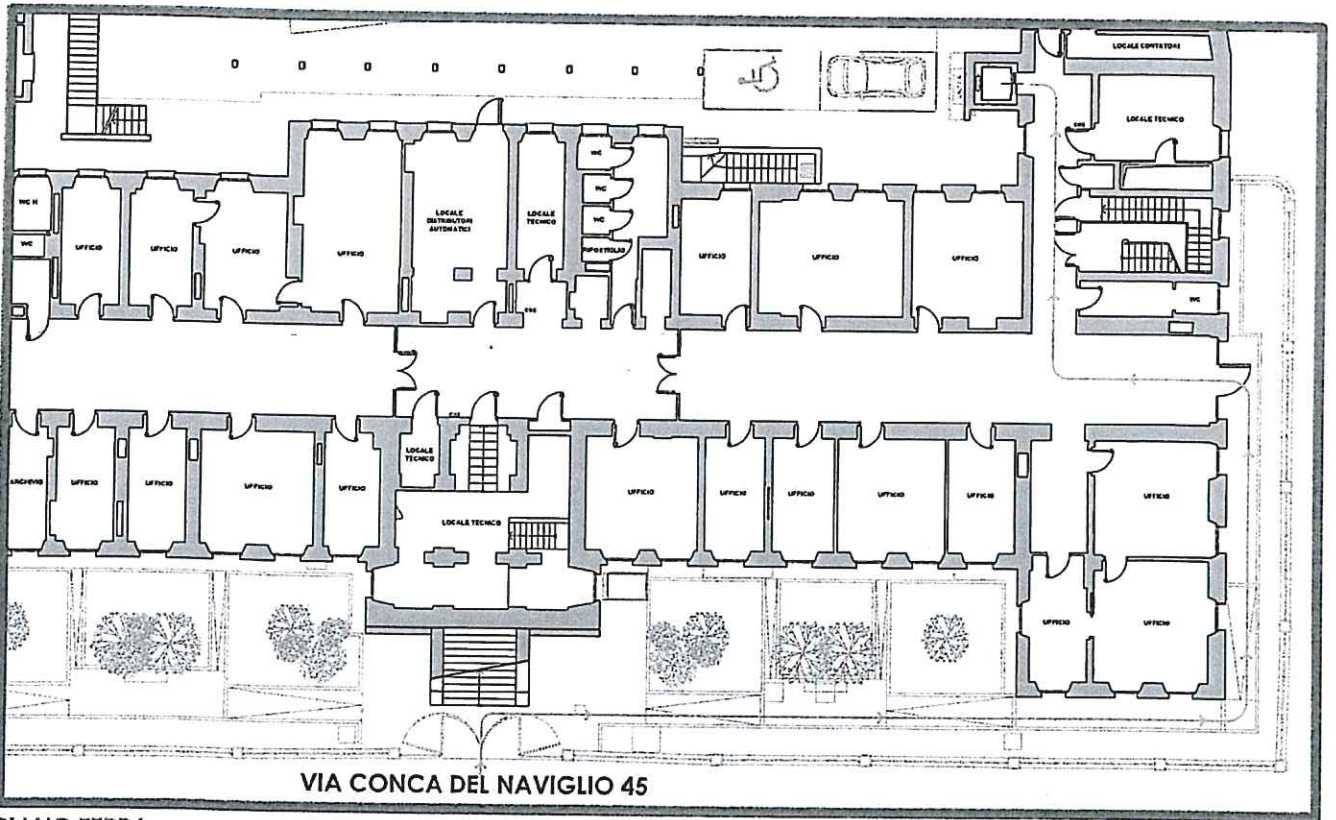 LOCALE CONTATORI
LOCALE TECNICO
WC
WC
WC
RIPOSTIGLIO
WC H
WC
UFFICIO
UFFICIO
UFFICIO
UFFICIO
LOCALE
DISTRIBUTORI
AUTOMATICI
LOCALE
TECNICO
UFFICIO
UFFICIO
UFFICIO
WC
ARCHIVIO
UFFICIO
UFFICIO
UFFICIO
UFFICIO
LOCALE
TECNICO
LOCALE TECNICO
UFFICIO
UFFICIO
UFFICIO
UFFICIO
UFFICIO
UFFICIO
UFFICIO
UFFICIO
VIA CONCA DEL NAVIGLIO 45